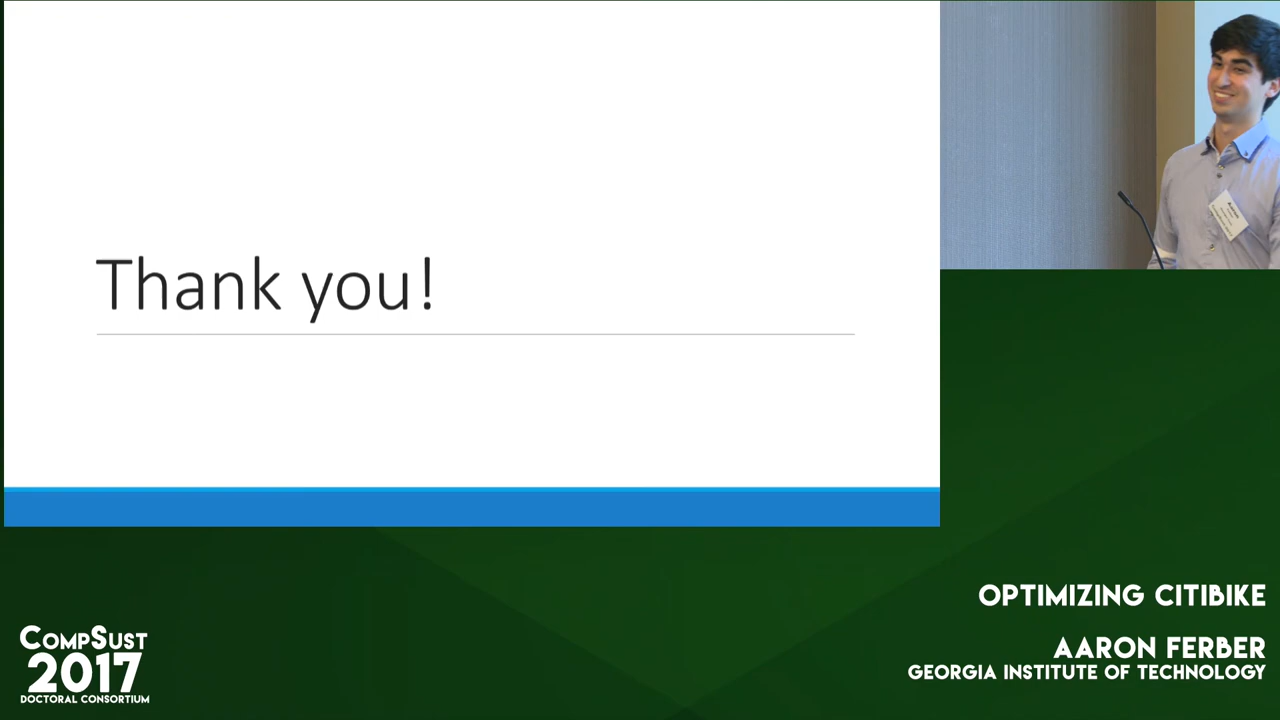 Thank you!
OPTIMIZING CITIBIKE
AARON FERBER
GEORGIA INSTITUTE OF TECHNOLOGY
COMPSUST
2017
DOCTORAL CONSORTIUM